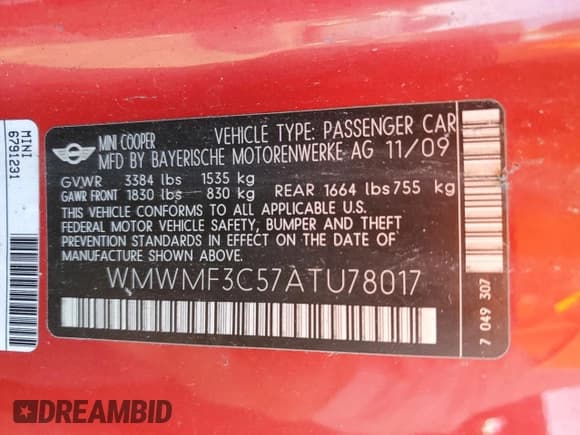 MINI
6791231
MINI COOPER VEHICLE TYPE: PASSENGER CAR
MFD BY BAYERISCHE MOTORENWERKE AG 11/09
GVWR 3384 lbs 1535 kg
GAWR FRONT 1830 lbs 830 kg REAR 1664 lbs 755 kg
THIS VEHICLE CONFORMS TO ALL APPLICABLE U.S.
FEDERAL MOTOR VEHICLE SAFETY, BUMPER AND THEFT
PREVENTION STANDARDS IN EFFECT ON THE DATE OF
MANUFACTURE SHOWN ABOVE.
WMWMF3C57ATU78017
7 049 307
DREAMBID